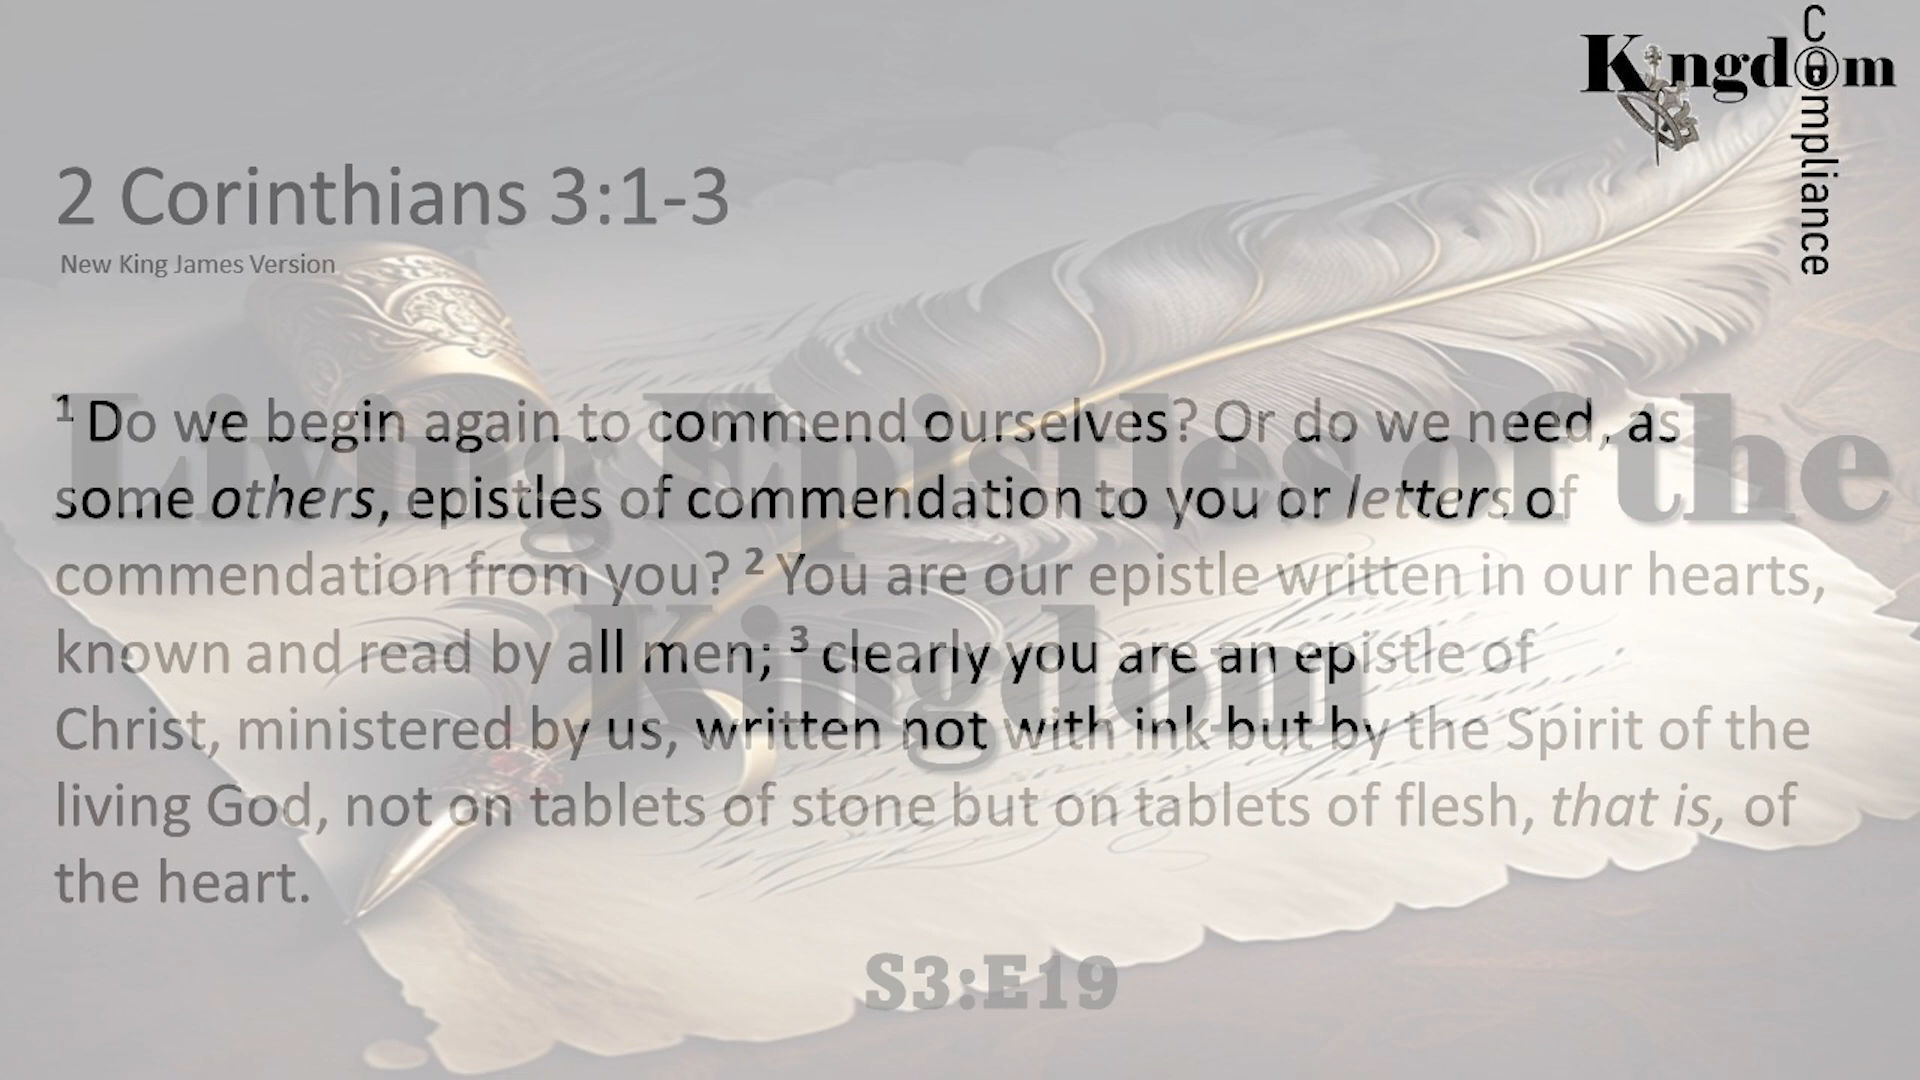 Kingdom
Compliance
2 Corinthians 3:1-3
New King James Version
1 Do we begin again to commend ourselves? Or do we need, as
some others, epistles of commendation to you or letters of
commendation from you? 2 You are our epistle written in our hearts,
known and read by all men; 3 clearly you are an epistle of
Christ, ministered by us, written not with ink but by the Spirit of the
living God, not on tablets of stone but on tablets of flesh, that is, of
the heart.
Living Epistles of the
Kingdom
S3:E19